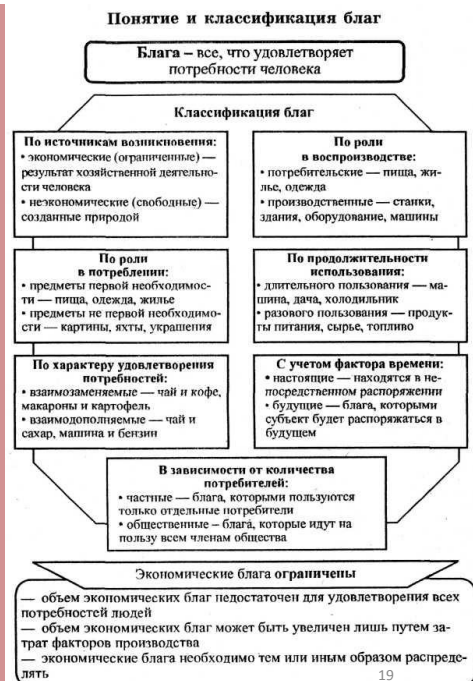 Понятие и классификация благ
Блага – все, что удовлетворяет
потребности человека
Классификация благ
По источникам возникновения:
• экономические (ограниченные) —
результат хозяйственной деятельно-
сти человека
• неэкономические (свободные) —
созданные природой
По роли
в воспроизводстве:
• потребительские — пища, жи-
лье, одежда
• производственные — станки,
здания, оборудование, машины
По роли
в потреблении:
• предметы первой необходимос-
ти — пища, одежда, жилье
• предметы не первой необходимо-
сти — картины, яхты, украшения
По продолжительности
использования:
• длительного пользования — ма-
шина, дача, холодильник
• разового пользования — продук-
ты питания, сырье, топливо
По характеру удовлетворения
потребностей:
• взаимозаменяемые — чай и кофе,
макароны и картофель
• взаимодополняемые — чай и
сахар, машина и бензин
С учетом фактора времени:
• настоящие — находятся в не-
посредственном распоряжении
• будущие — блага, которыми
субъект будет распоряжаться в
будущем
В зависимости от количества
потребителей:
• частные — блага, которыми пользуются
только отдельные потребители
• общественные – блага, которые идут на
пользу всем членам общества
Экономические блага ограничены
— объем экономических благ недостаточен для удовлетворения всех
потребностей людей
— объем экономических благ может быть увеличен лишь путем за-
трат факторов производства
— экономические блага необходимо тем или иным образом распреде-
лять
19